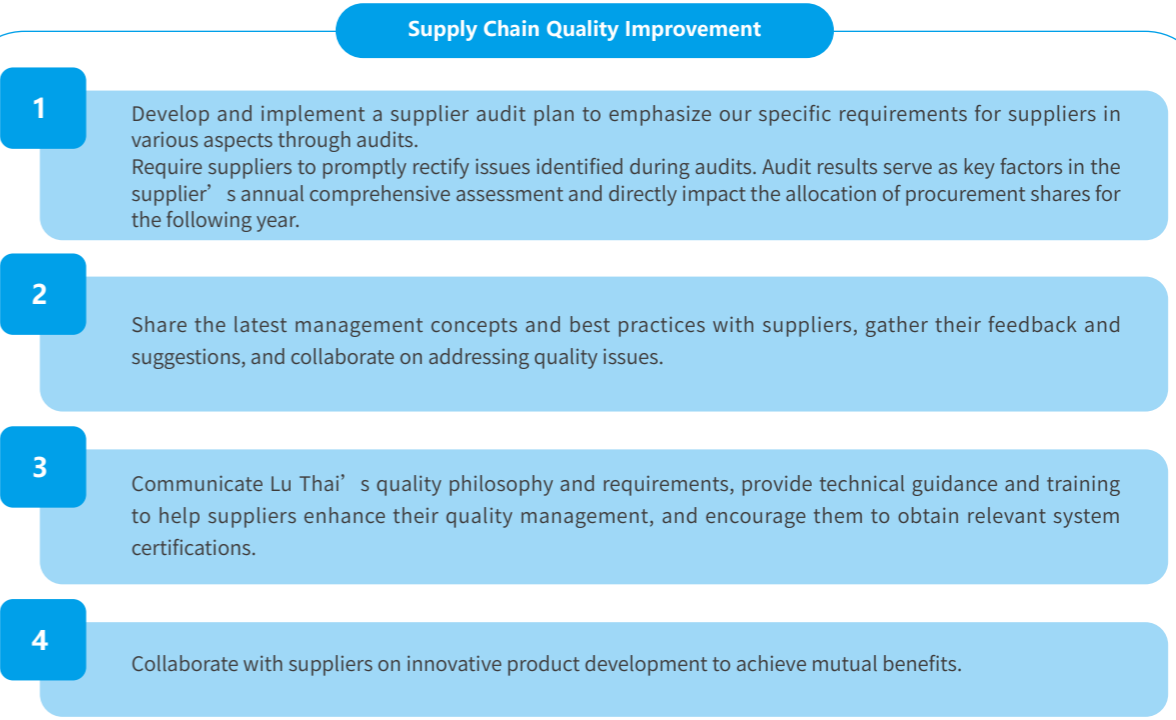 Supply Chain Quality Improvement
1
Develop and implement a supplier audit plan to emphasize our specific requirements for suppliers in
various aspects through audits.
Require suppliers to promptly rectify issues identified during audits. Audit results serve as key factors in the
supplier’s annual comprehensive assessment and directly impact the allocation of procurement shares for
the following year.
2
Share the latest management concepts and best practices with suppliers, gather their feedback and
suggestions, and collaborate on addressing quality issues.
3
Communicate Lu Thai’s quality philosophy and requirements, provide technical guidance and training
to help suppliers enhance their quality management, and encourage them to obtain relevant system
certifications.
4
Collaborate with suppliers on innovative product development to achieve mutual benefits.